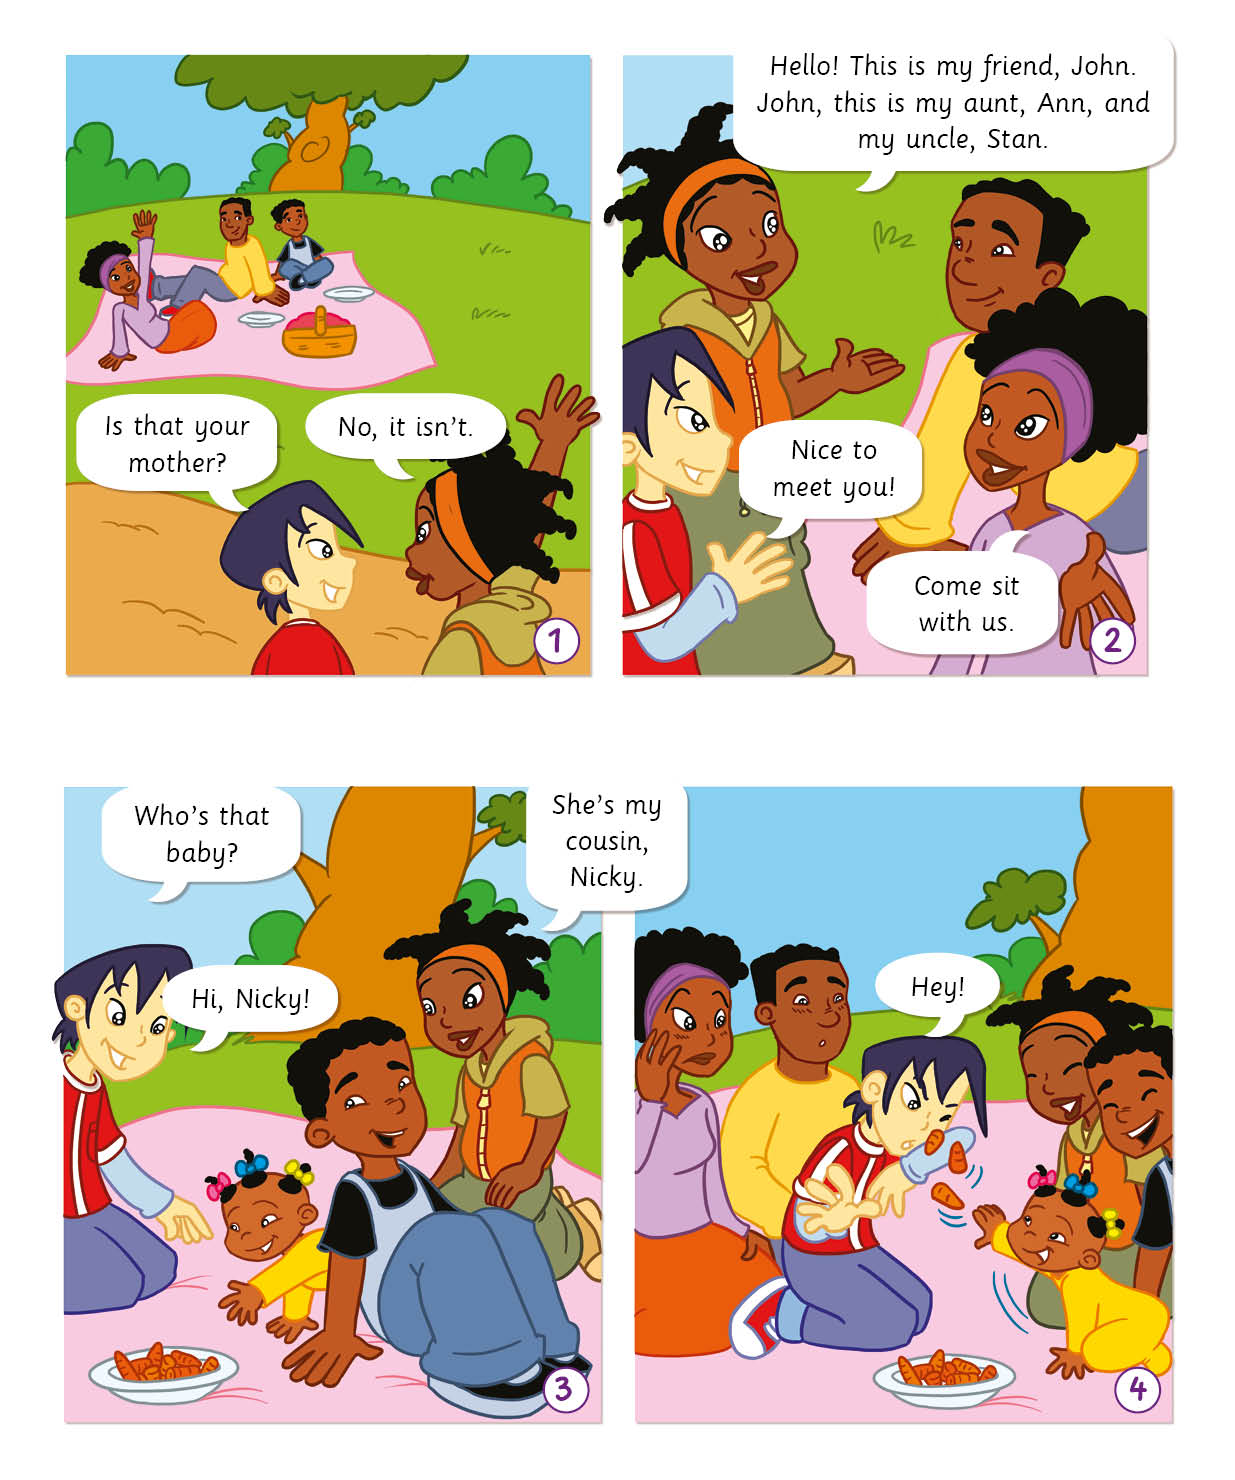 Is that your
mother?
No, it isn't.
1
Hello! This is my friend, John.
John, this is my aunt, Ann, and
my uncle, Stan.
Nice to
meet you!
Come sit
with us.
2
Who's that
baby?
She's my
cousin,
Nicky.
Hi, Nicky!
3
Hey!
4